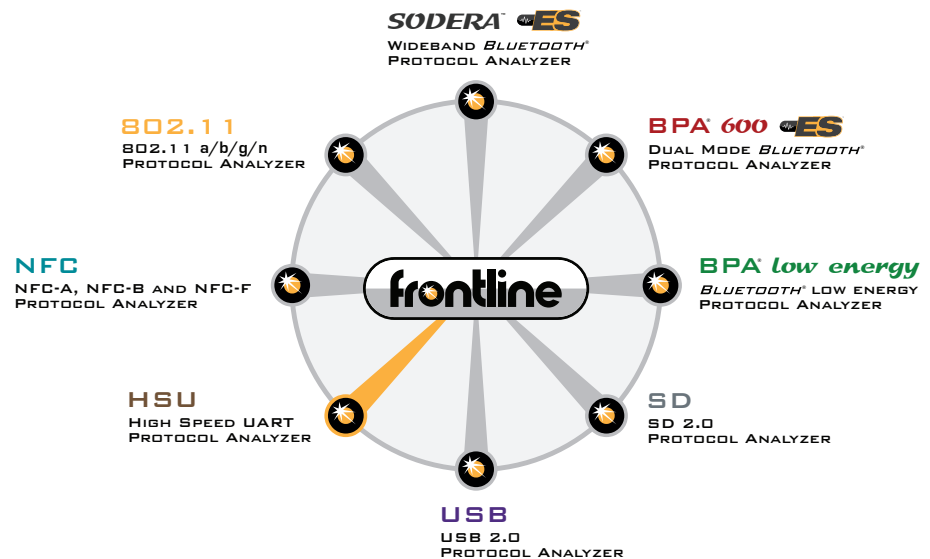 SODERA™ ES
Wideband Bluetooth®
Protocol Analyzer
802.11
802.11 a/b/g/n
Protocol Analyzer
BPA® 600 ES
Dual Mode Bluetooth®
Protocol Analyzer
NFC
NFC-A, NFC-B and NFC-F
Protocol Analyzer
frontline
BPA® low energy
Bluetooth® low energy
Protocol Analyzer
HSU
High Speed UART
Protocol Analyzer
SD
SD 2.0
Protocol Analyzer
USB
USB 2.0
Protocol Analyzer